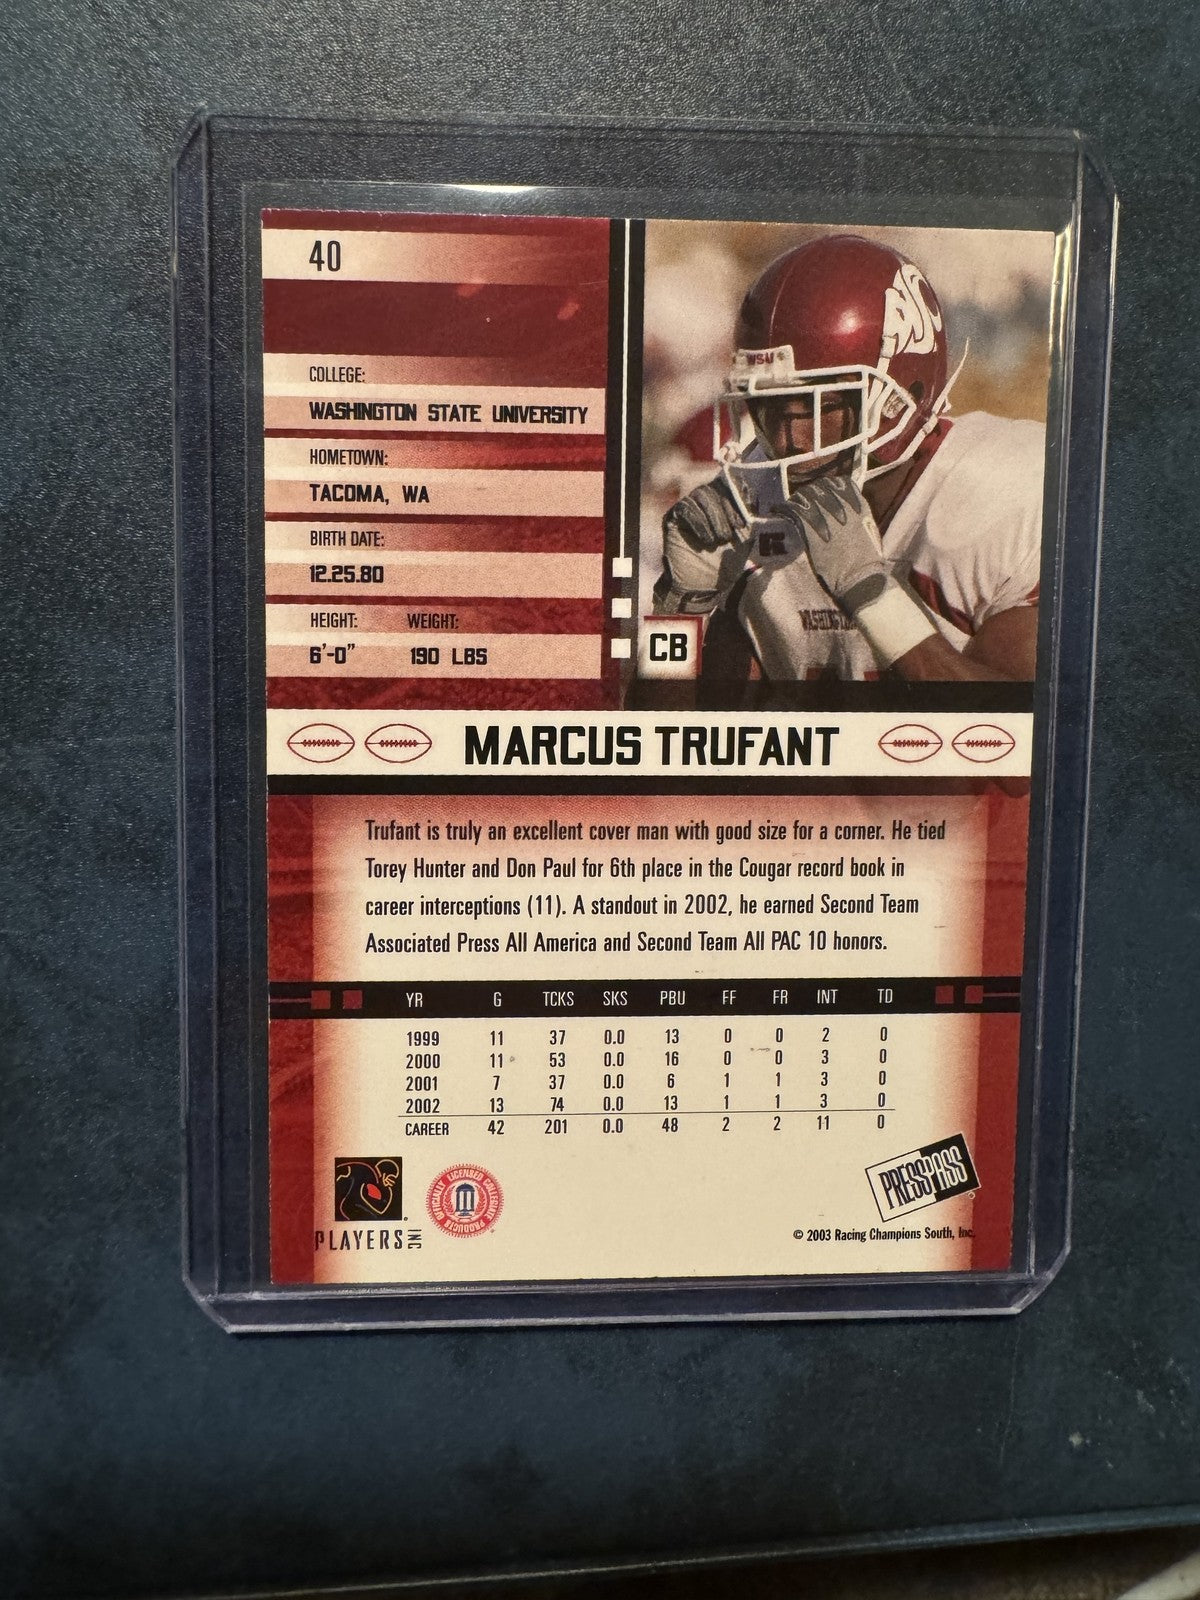 40
COLLEGE:
WASHINGTON STATE UNIVERSITY
HOMETOWN:
TACOMA, WA
BIRTH DATE:
12.25.80
HEIGHT: WEIGHT:
6'-0" 190 LBS
WSU
WASHINGTON
CB
MARCUS TRUFANT
Trufant is truly an excellent cover man with good size for a corner. He tied
Torey Hunter and Don Paul for 6th place in the Cougar record book in
career interceptions (11). A standout in 2002, he earned Second Team
Associated Press All America and Second Team All PAC 10 honors.
YR G TCKS SKS PBU FF FR INT TD
1999 11 37 0.0 13 0 0 2 0
2000 11 53 0.0 16 0 0 3 0
2001 7 37 0.0 6 1 1 3 0
2002 13 74 0.0 13 1 1 3 0
CAREER 42 201 0.0 48 2 2 11 0
PLAYERS INC
OFFICIALLY LICENSED COLLEGIATE PRODUCTS
PRESS PASS
© 2003 Racing Champions South, Inc.